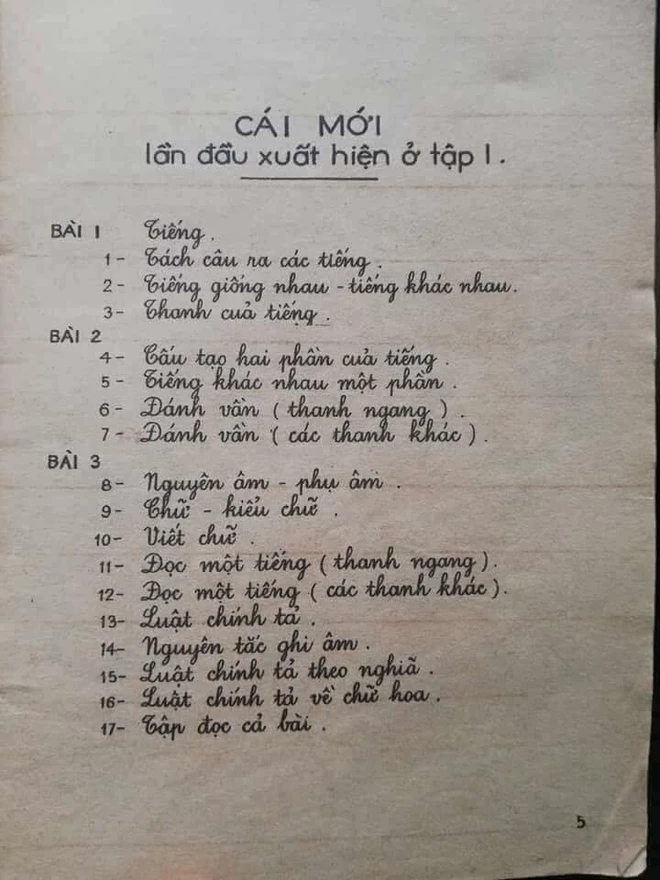 CÁI MỚI
lần đầu xuất hiện ở tập 1.
BÀI 1 Tiếng.
1- Tách câu ra các tiếng.
2- Tiếng giống nhau - tiếng khác nhau.
3- Thanh của tiếng.
BÀI 2
4- Cấu tạo hai phần của tiếng.
5- Tiếng khác nhau một phần.
6- Đánh vần (thanh ngang).
7- Đánh vần (các thanh khác).
BÀI 3
8- Nguyên âm - phụ âm.
9- Chữ - kiểu chữ.
10- Viết chữ.
11- Đọc một tiếng (thanh ngang).
12- Đọc một tiếng (các thanh khác).
13- Luật chính tả.
14- Nguyên tắc ghi âm.
15- Luật chính tả theo nghĩa.
16- Luật chính tả về chữ hoa.
17- Tập đọc cả bài.
5